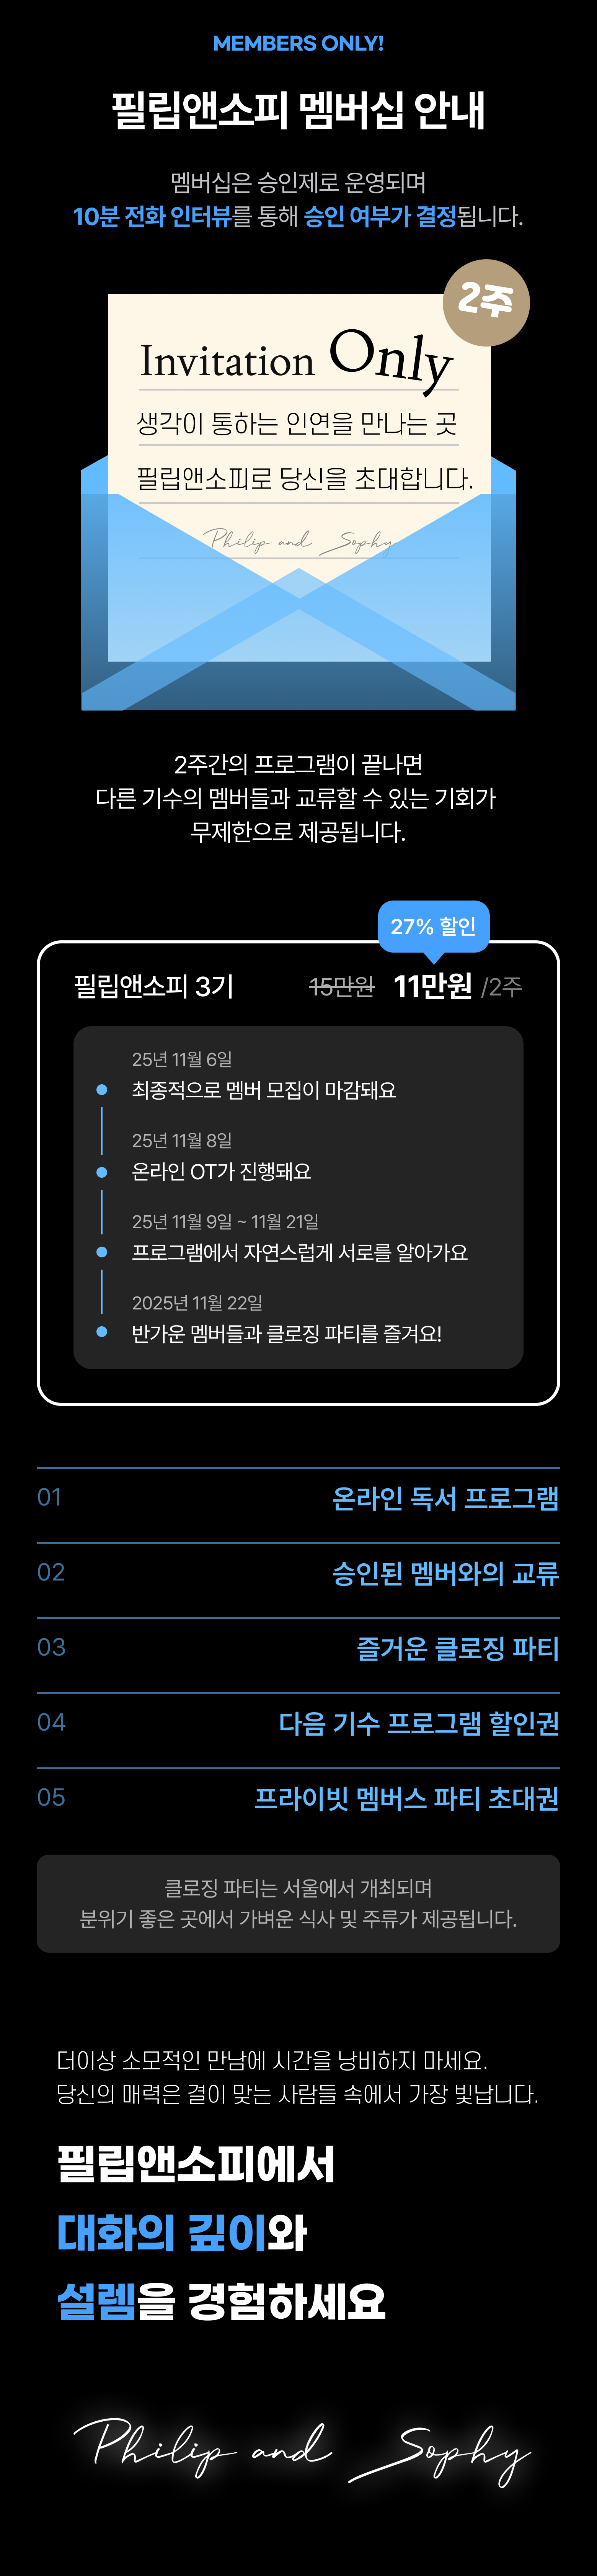 MEMBERS ONLY!
필립앤소피 멤버십 안내
멤버십은 승인제로 운영되며
10분 전화 인터뷰를 통해 승인 여부가 결정됩니다.
2주
Invitation Only
생각이 통하는 인연을 만나는 곳
필립앤소피로 당신을 초대합니다.
Philip and Sophy
2주간의 프로그램이 끝나면
다른 기수의 멤버들과 교류할 수 있는 기회가
무제한으로 제공됩니다.
27% 할인
필립앤소피 3기 15만원 11만원 /2주
25년 11월 6일
최종적으로 멤버 모집이 마감돼요
25년 11월 8일
온라인 OT가 진행돼요
25년 11월 9일 ~ 11월 21일
프로그램에서 자연스럽게 서로를 알아가요
2025년 11월 22일
반가운 멤버들과 클로징 파티를 즐겨요!
01 온라인 독서 프로그램
02 승인된 멤버와의 교류
03 즐거운 클로징 파티
04 다음 기수 프로그램 할인권
05 프라이빗 멤버스 파티 초대권
클로징 파티는 서울에서 개최되며
분위기 좋은 곳에서 가벼운 식사 및 주류가 제공됩니다.
더이상 소모적인 만남에 시간을 낭비하지 마세요.
당신의 매력은 결이 맞는 사람들 속에서 가장 빛납니다.
필립앤소피에서
대화의 깊이와
설렘을 경험하세요
Philip and Sophy